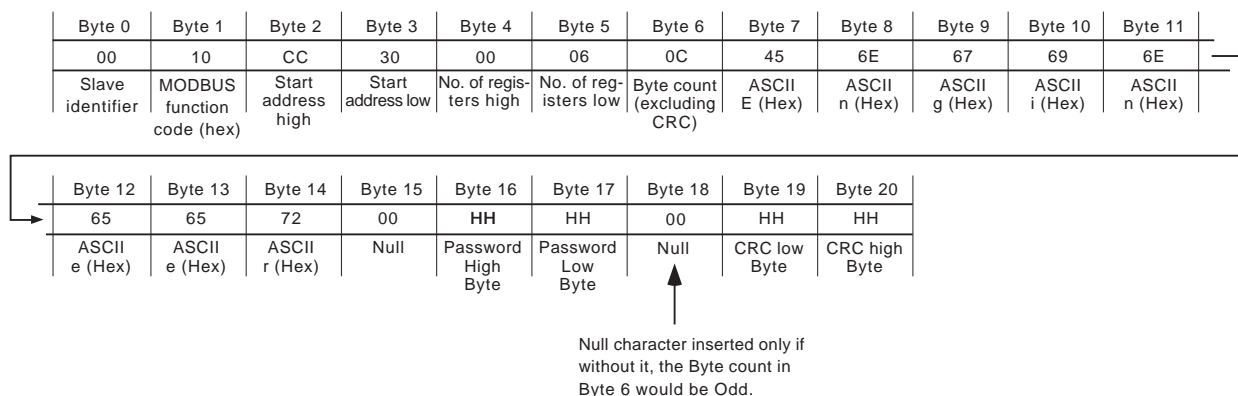 Byte 0 Byte 1 Byte 2 Byte 3 Byte 4 Byte 5 Byte 6 Byte 7 Byte 8 Byte 9 Byte 10 Byte 11
00 10 CC 30 00 06 0C 45 6E 67 69 6E
Slave identifier
MODBUS function code (hex)
Start address high
Start address low
No. of regis- ters high
No. of reg- isters low
Byte count (excluding CRC)
ASCII E (Hex)
ASCII n (Hex)
ASCII g (Hex)
ASCII i (Hex)
ASCII n (Hex)
Byte 12 Byte 13 Byte 14 Byte 15 Byte 16 Byte 17 Byte 18 Byte 19 Byte 20
65 65 72 00 HH HH 00 HH HH
ASCII e (Hex)
ASCII e (Hex)
ASCII r (Hex)
Null
Password High Byte
Password Low Byte
Null
CRC low Byte
CRC high Byte
Null character inserted only if
without it, the Byte count in
Byte 6 would be Odd.